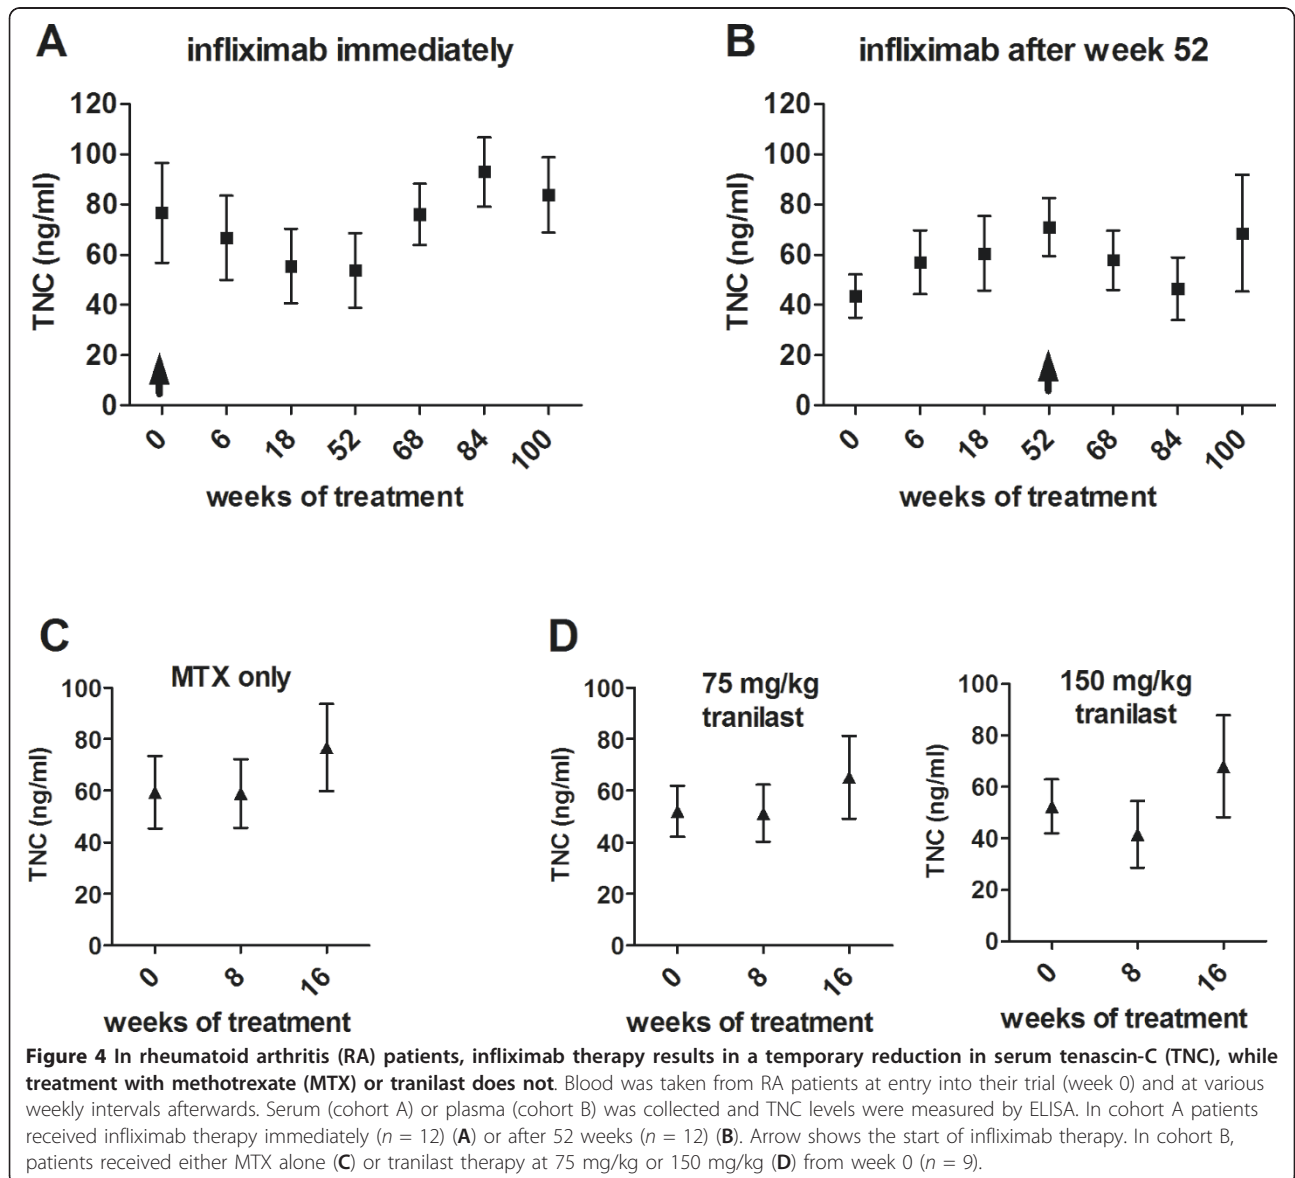 A
infliximab immediately
120
100
80
60
40
20
0
TNC (ng/ml)
0 6 18 52 68 84 100
weeks of treatment
B
infliximab after week 52
120
100
80
60
40
20
0
TNC (ng/ml)
0 6 18 52 68 84 100
weeks of treatment
C
MTX only
100
80
60
40
20
0
TNC (ng/ml)
0 8 16
weeks of treatment
D
75 mg/kg
tranilast
100
80
60
40
20
0
TNC (ng/ml)
0 8 16
weeks of treatment
150 mg/kg
tranilast
100
80
60
40
20
0
TNC (ng/ml)
0 8 16
weeks of treatment
Figure 4 In rheumatoid arthritis (RA) patients, infliximab therapy results in a temporary reduction in serum tenascin-C (TNC), while
treatment with methotrexate (MTX) or tranilast does not. Blood was taken from RA patients at entry into their trial (week 0) and at various
weekly intervals afterwards. Serum (cohort A) or plasma (cohort B) was collected and TNC levels were measured by ELISA. In cohort A patients
received infliximab therapy immediately (n = 12) (A) or after 52 weeks (n = 12) (B). Arrow shows the start of infliximab therapy. In cohort B,
patients received either MTX alone (C) or tranilast therapy at 75 mg/kg or 150 mg/kg (D) from week 0 (n = 9).